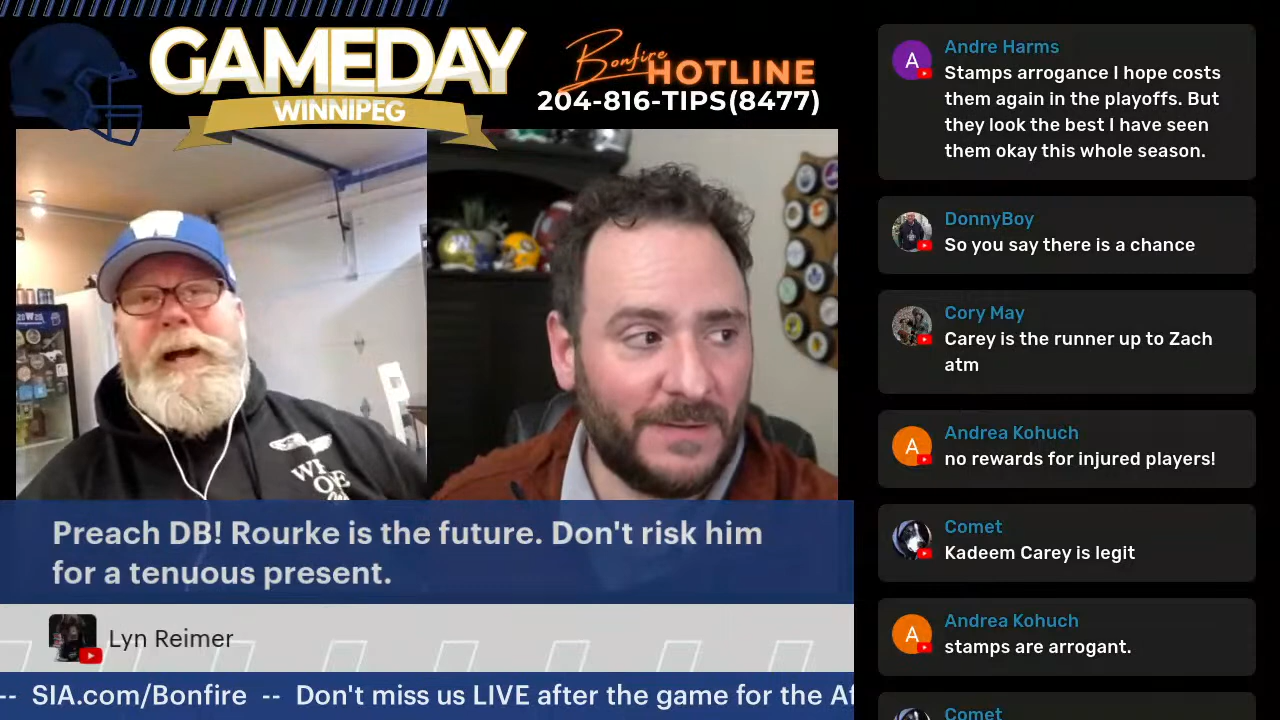 GAMEDAY
WINNIPEG
Bonfire
HOTLINE
204-816-TIPS(8477)
W
Preach DB! Rourke is the future. Don't risk him
for a tenuous present.
Lyn Reimer
-- SIA.com/Bonfire -- Don't miss us LIVE after the game for the Af
A
Andre Harms
Stamps arrogance I hope costs
them again in the playoffs. But
they look the best I have seen
them okay this whole season.
DonnyBoy
So you say there is a chance
Cory May
Carey is the runner up to Zach
atm
A
Andrea Kohuch
no rewards for injured players!
Comet
Kadeem Carey is legit
A
Andrea Kohuch
stamps are arrogant.
Comet